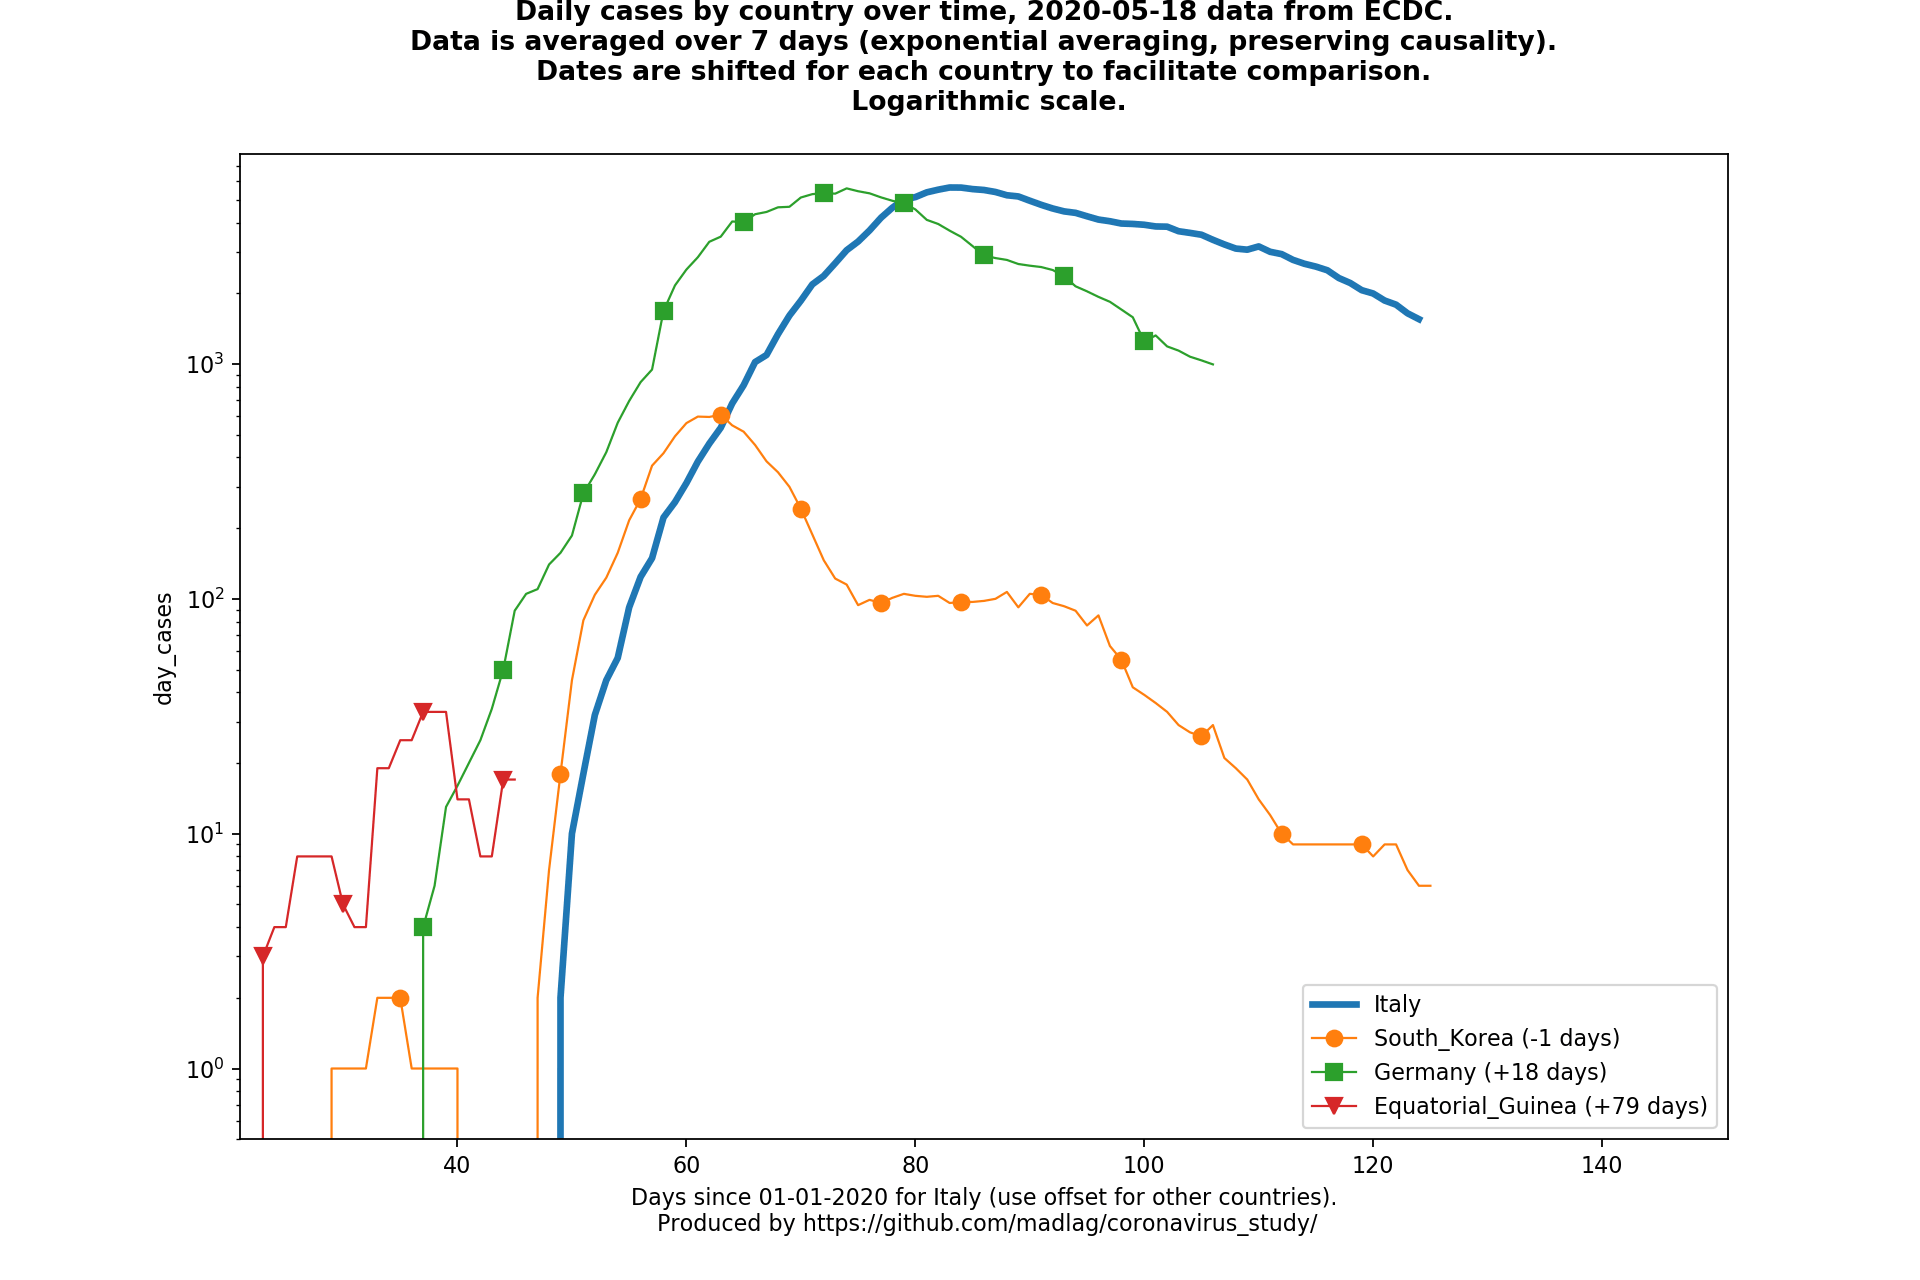 Daily cases by country over time, 2020-05-18 data from ECDC.
Data is averaged over 7 days (exponential averaging, preserving causality).
Dates are shifted for each country to facilitate comparison.
Logarithmic scale.
10³
10²
10¹
10⁰
day_cases
40 60 80 100 120 140
Days since 01-01-2020 for Italy (use offset for other countries).
Produced by https://github.com/madlag/coronavirus_study/
Italy
South_Korea (-1 days)
Germany (+18 days)
Equatorial_Guinea (+79 days)